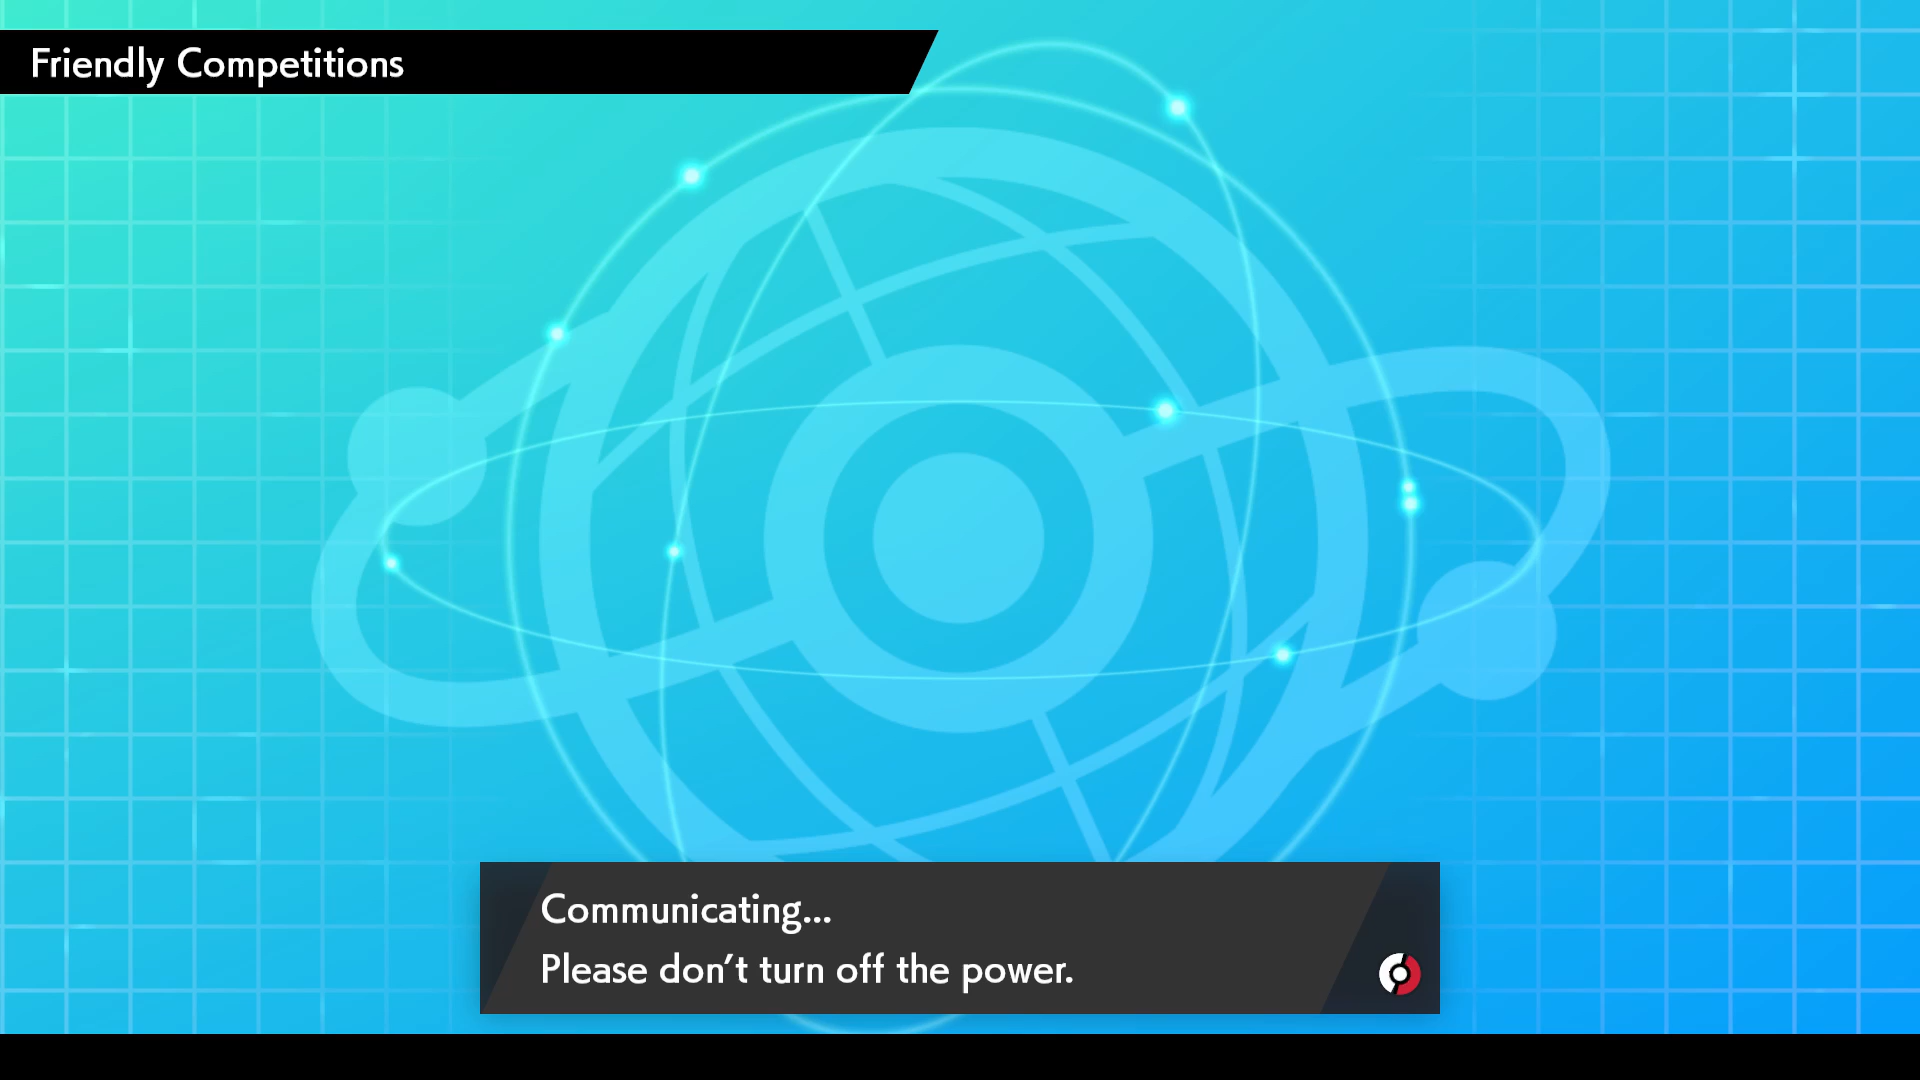 Friendly Competitions
Communicating...
Please don't turn off the power.